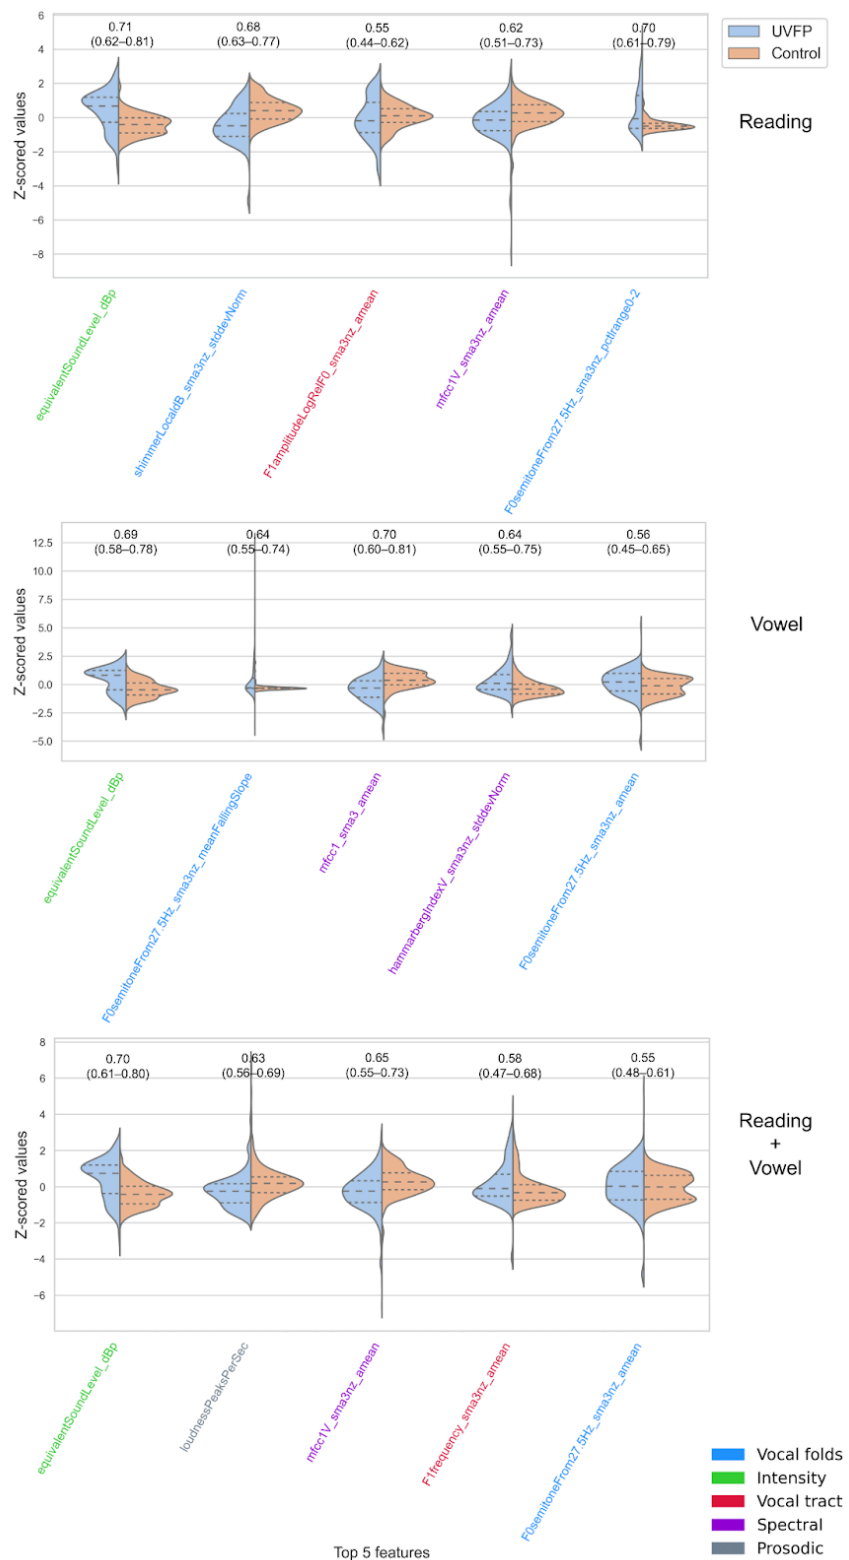 6
4
2
0
−2
−4
−6
−8
Z-scored values
0.71
(0.62–0.81)
0.68
(0.63–0.77)
0.55
(0.44–0.62)
0.62
(0.51–0.73)
0.70
(0.61–0.79)
UVFP
Control
Reading
equivalentSoundLevel_dBp
shimmerLocaldB_sma3nz_stddevNorm
F1amplitudeLogRelF0_sma3nz_amean
mfcc1V_sma3nz_amean
F0semitoneFrom27.5Hz_sma3nz_pctlrange0-2
12.5
10.0
7.5
5.0
2.5
0.0
−2.5
−5.0
Z-scored values
0.69
(0.58–0.78)
0.64
(0.55–0.74)
0.70
(0.60–0.81)
0.64
(0.55–0.75)
0.56
(0.45–0.65)
Vowel
equivalentSoundLevel_dBp
F0semitoneFrom27.5Hz_sma3nz_meanFallingSlope
mfcc1_sma3_amean
hammarbergIndexV_sma3nz_stddevNorm
F0semitoneFrom27.5Hz_sma3nz_amean
8
6
4
2
0
−2
−4
−6
Z-scored values
0.70
(0.61–0.80)
0.63
(0.56–0.69)
0.65
(0.55–0.73)
0.58
(0.47–0.68)
0.55
(0.48–0.61)
Reading
+
Vowel
equivalentSoundLevel_dBp
loudnessPeaksPerSec
mfcc1V_sma3nz_amean
F1frequency_sma3nz_amean
F0semitoneFrom27.5Hz_sma3nz_amean
Top 5 features
Vocal folds
Intensity
Vocal tract
Spectral
Prosodic